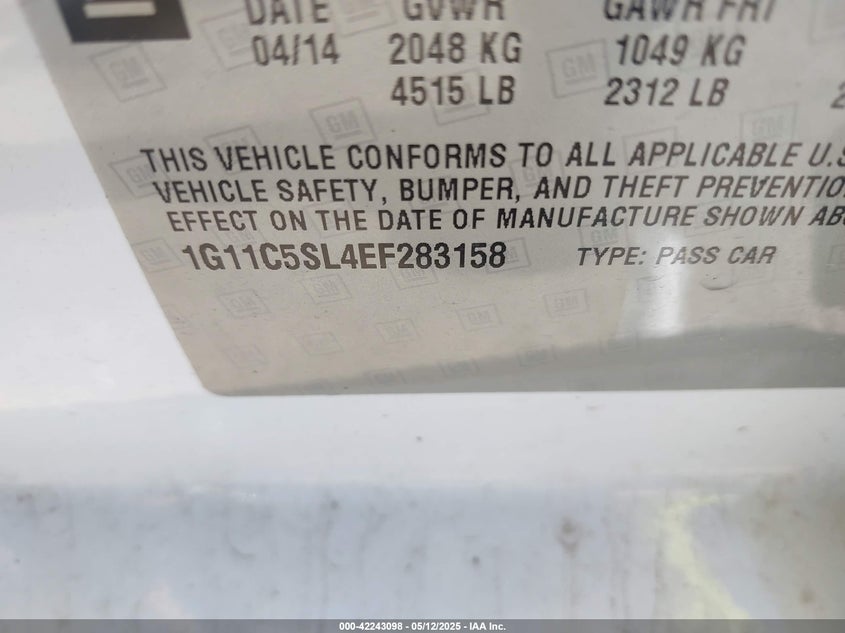 DATE GVWR GAWR FRT
04/14 2048 KG 1049 KG
4515 LB 2312 LB
THIS VEHICLE CONFORMS TO ALL APPLICABLE U.S
VEHICLE SAFETY, BUMPER, AND THEFT PREVENTIO
EFFECT ON THE DATE OF MANUFACTURE SHOWN AB
1G11C5SL4EF283158 TYPE: PASS CAR
000-42243098 - 05/12/2025 - IAA Inc.